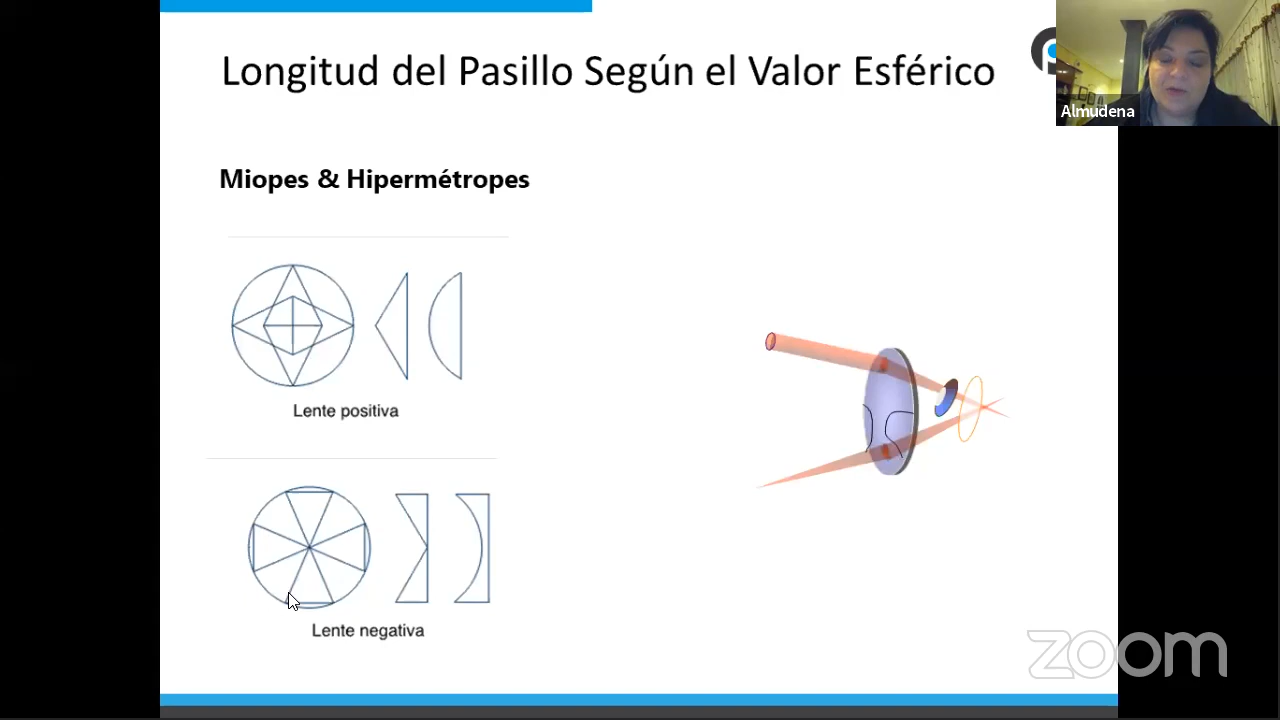 Longitud del Pasillo Según el Valor Esférico
Almudena
Miopes & Hipermétropes
Lente positiva
Lente negativa
zoom